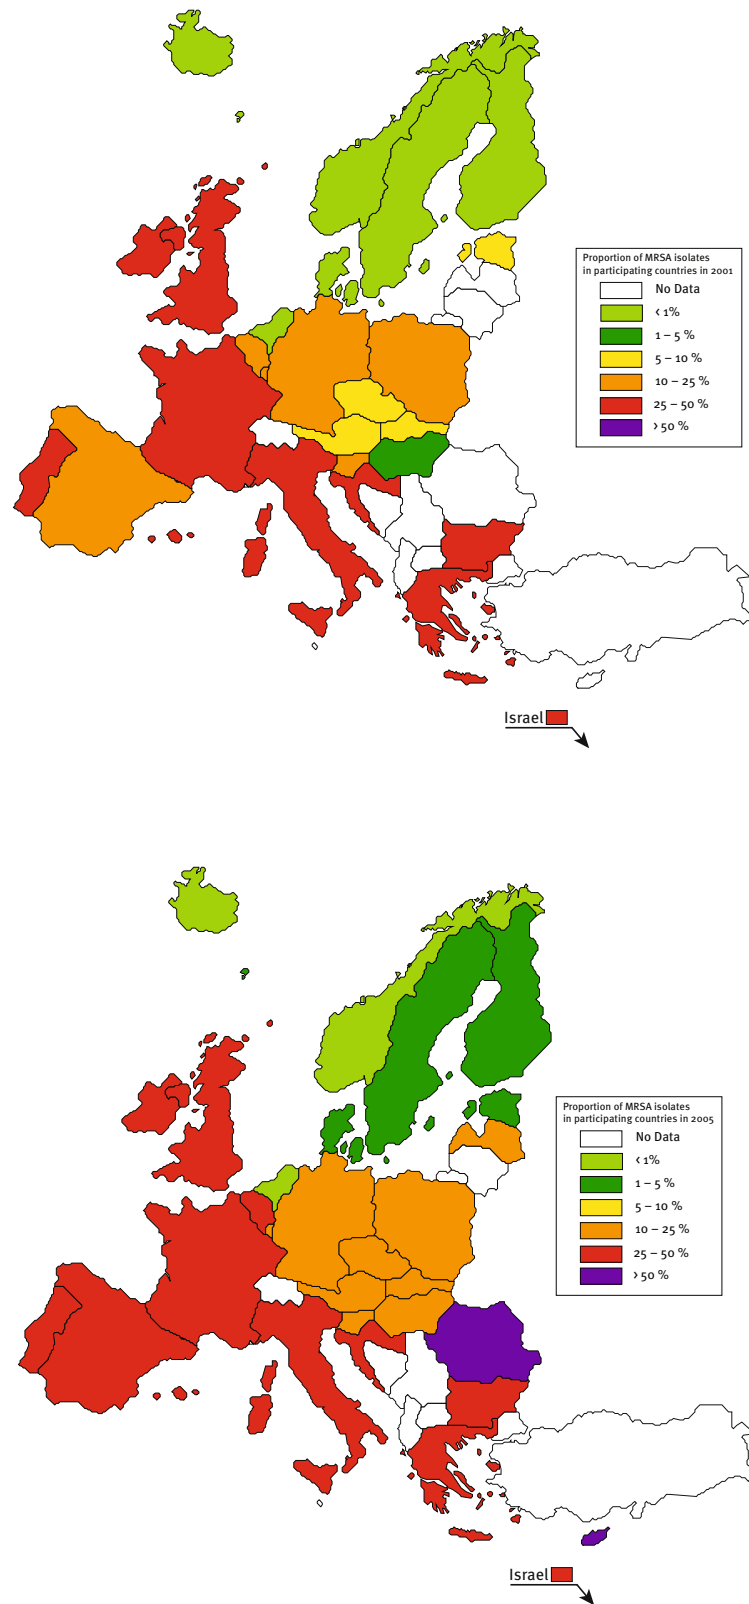 Proportion of MRSA isolates
in participating countries in 2001
No Data
< 1%
1 – 5 %
5 – 10 %
10 – 25 %
25 – 50 %
> 50 %
Israel
Proportion of MRSA isolates
in participating countries in 2005
No Data
< 1%
1 – 5 %
5 – 10 %
10 – 25 %
25 – 50 %
> 50 %
Israel